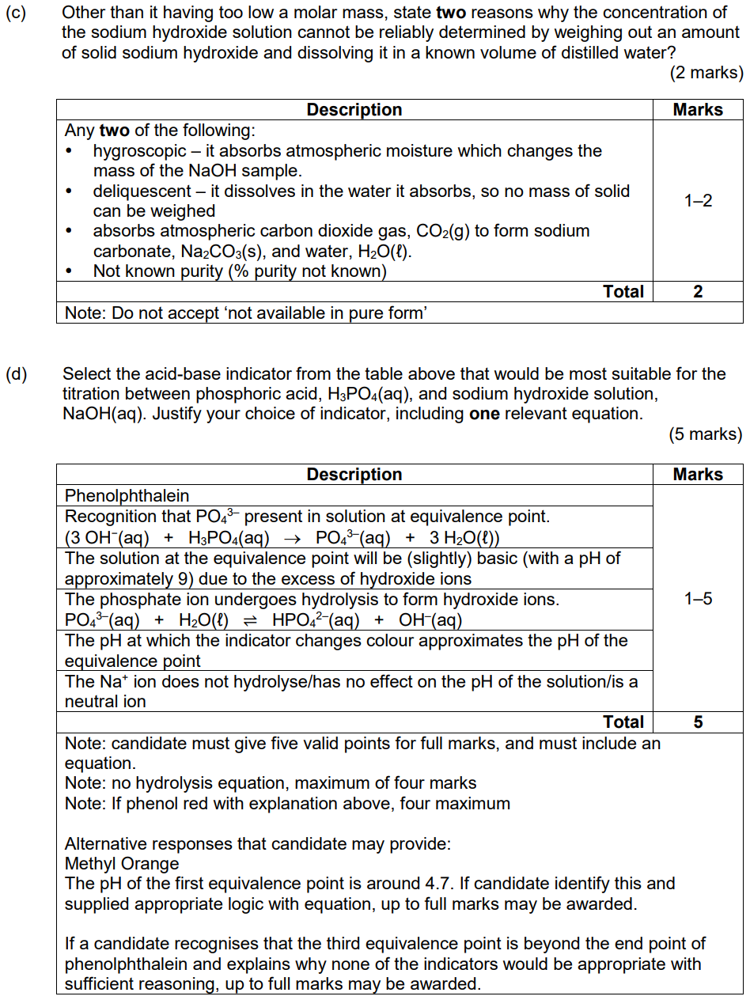 (c) Other than it having too low a molar mass, state two reasons why the concentration of
the sodium hydroxide solution cannot be reliably determined by weighing out an amount
of solid sodium hydroxide and dissolving it in a known volume of distilled water?
(2 marks)
Description Marks
Any two of the following:
• hygroscopic – it absorbs atmospheric moisture which changes the
mass of the NaOH sample.
• deliquescent – it dissolves in the water it absorbs, so no mass of solid
can be weighed
1–2
• absorbs atmospheric carbon dioxide gas, CO₂(g) to form sodium
carbonate, Na₂CO₃(s), and water, H₂O(ℓ).
• Not known purity (% purity not known)
Total 2
Note: Do not accept ‘not available in pure form’
(d) Select the acid-base indicator from the table above that would be most suitable for the
titration between phosphoric acid, H₃PO₄(aq), and sodium hydroxide solution,
NaOH(aq). Justify your choice of indicator, including one relevant equation.
(5 marks)
Description Marks
Phenolphthalein
Recognition that PO₄³⁻ present in solution at equivalence point.
(3 OH⁻(aq) + H₃PO₄(aq) → PO₄³⁻(aq) + 3 H₂O(ℓ))
The solution at the equivalence point will be (slightly) basic (with a pH of
approximately 9) due to the excess of hydroxide ions
The phosphate ion undergoes hydrolysis to form hydroxide ions.
1–5
PO₄³⁻(aq) + H₂O(ℓ) ⇌ HPO₄²⁻(aq) + OH⁻(aq)
The pH at which the indicator changes colour approximates the pH of the
equivalence point
The Na⁺ ion does not hydrolyse/has no effect on the pH of the solution/is a
neutral ion
Total 5
Note: candidate must give five valid points for full marks, and must include an
equation.
Note: no hydrolysis equation, maximum of four marks
Note: If phenol red with explanation above, four maximum
Alternative responses that candidate may provide:
Methyl Orange
The pH of the first equivalence point is around 4.7. If candidate identify this and
supplied appropriate logic with equation, up to full marks may be awarded.
If a candidate recognises that the third equivalence point is beyond the end point of
phenolphthalein and explains why none of the indicators would be appropriate with
sufficient reasoning, up to full marks may be awarded.